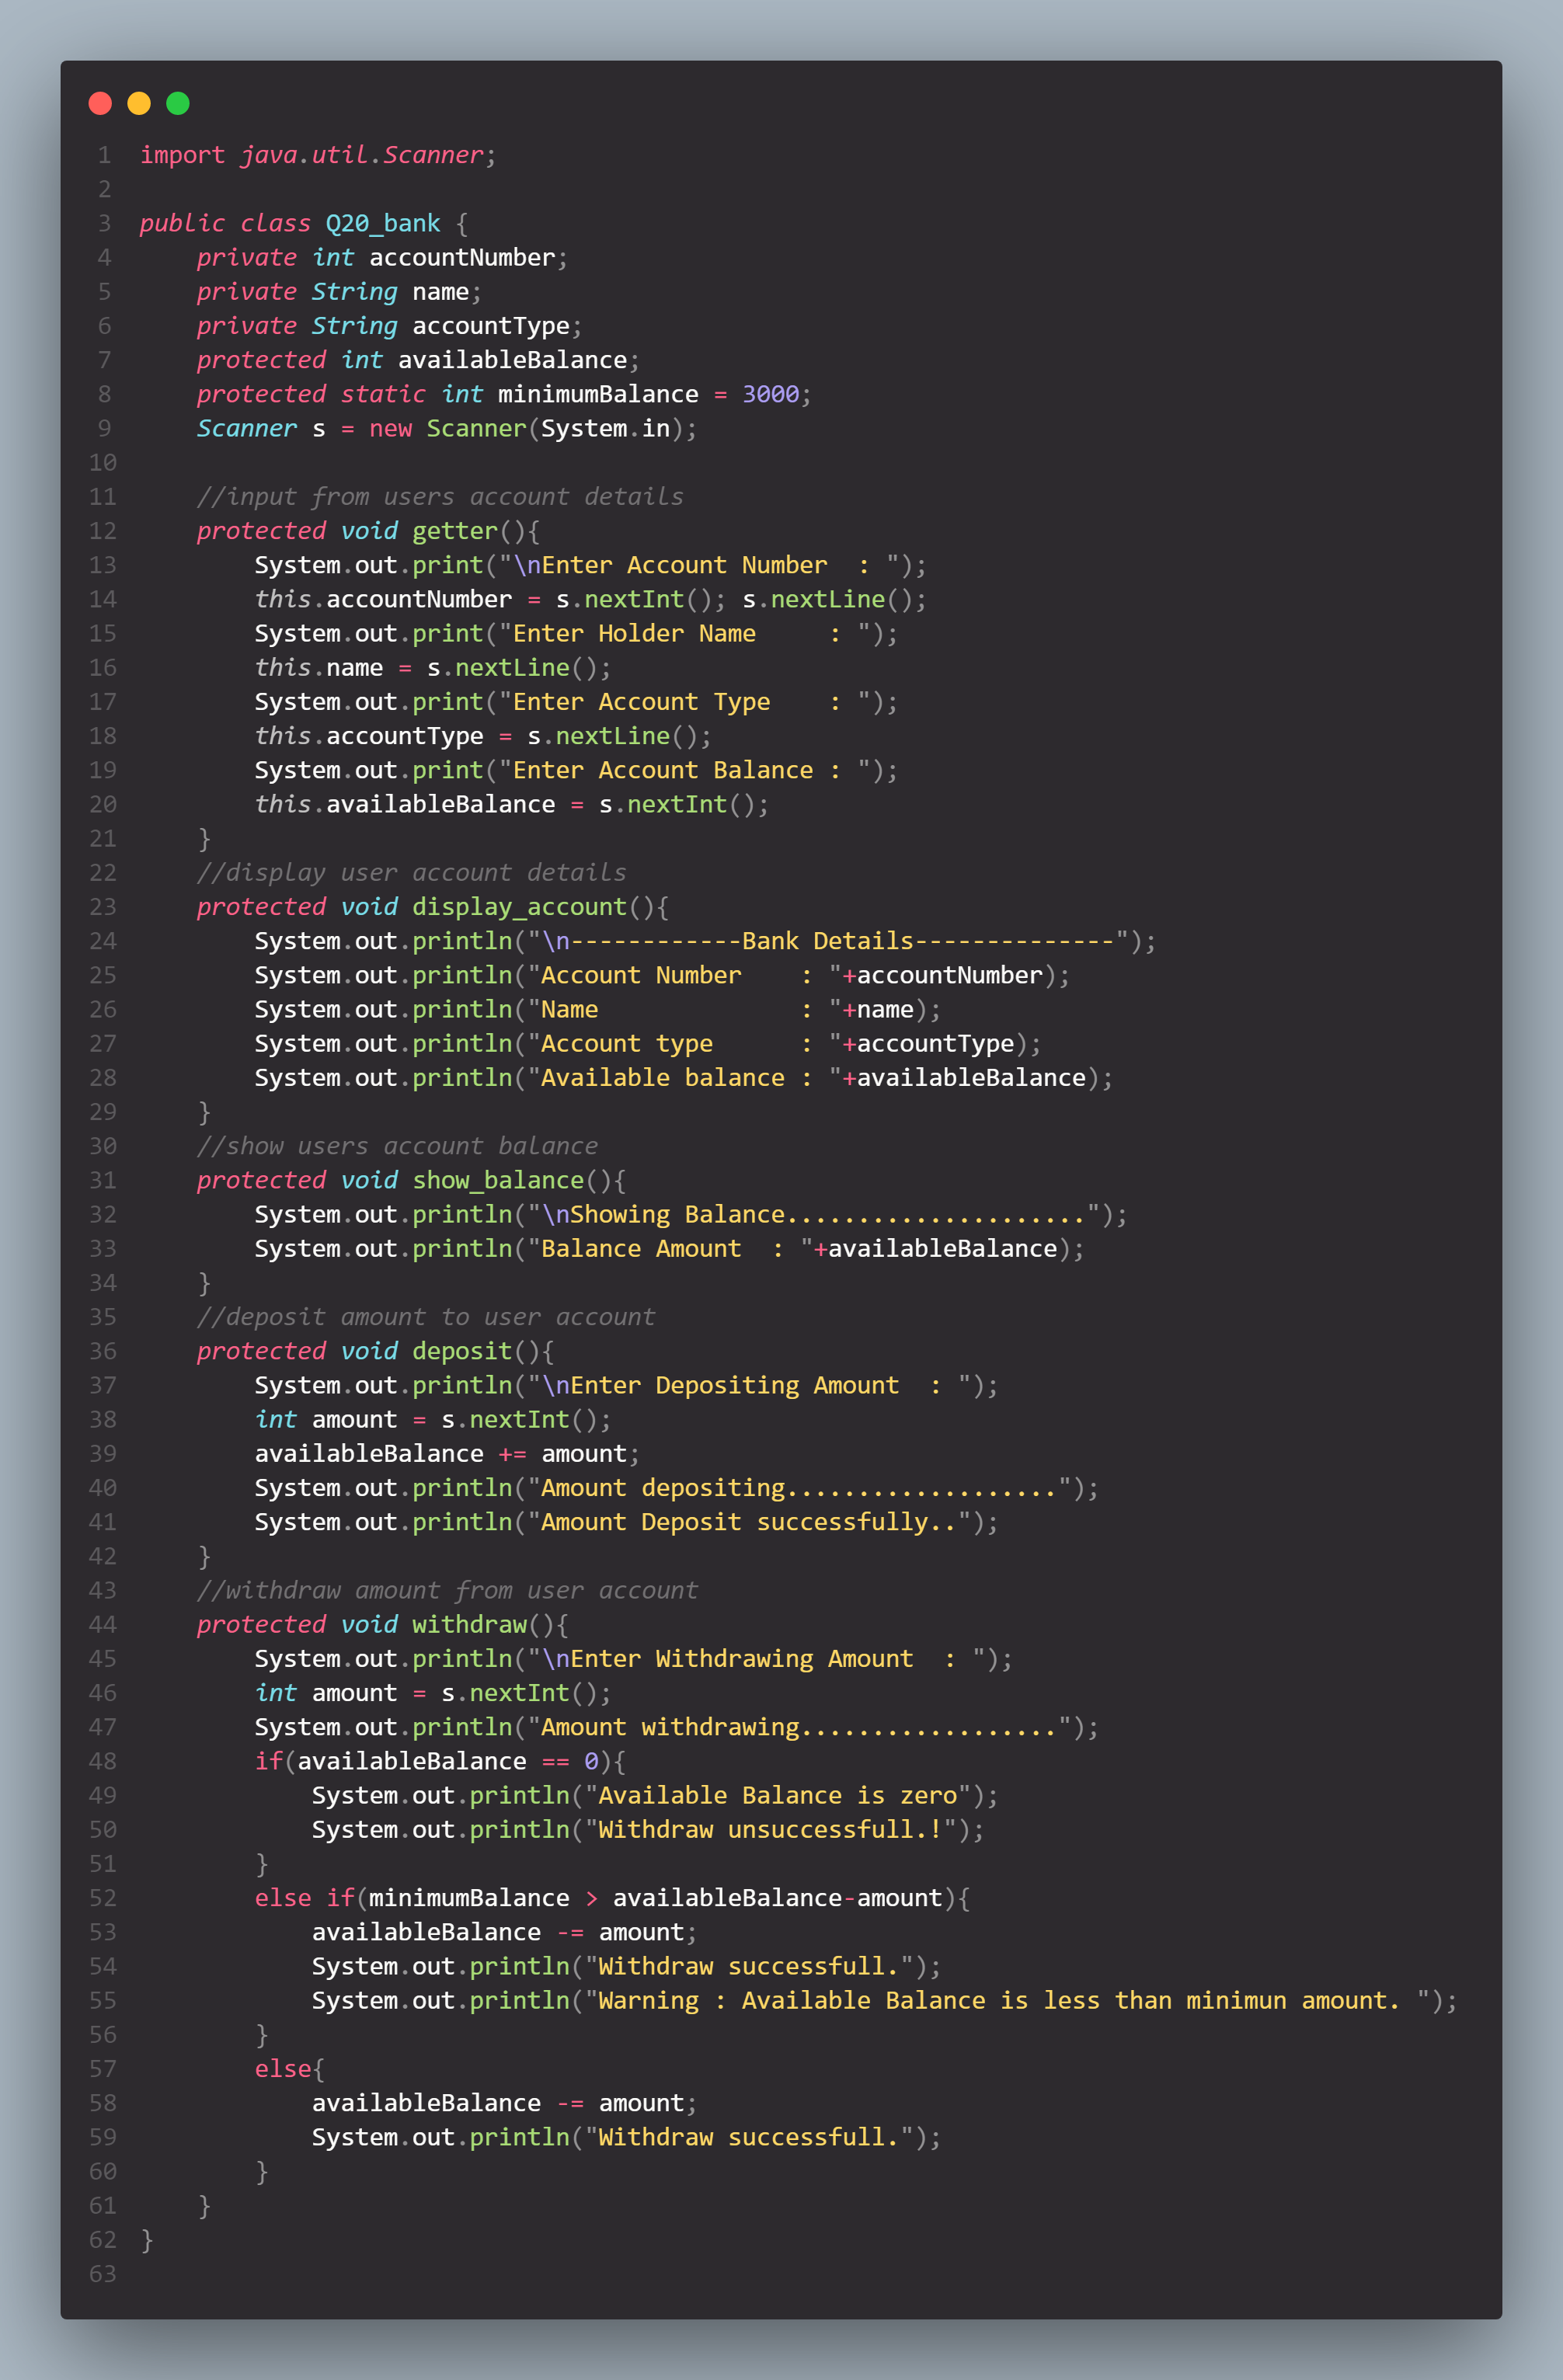 1 import java.util.Scanner;
2
3 public class Q20_bank {
4     private int accountNumber;
5     private String name;
6     private String accountType;
7     protected int availableBalance;
8     protected static int minimumBalance = 3000;
9     Scanner s = new Scanner(System.in);
10
11     //input from users account details
12     protected void getter(){
13         System.out.print("\nEnter Account Number  : ");
14         this.accountNumber = s.nextInt(); s.nextLine();
15         System.out.print("Enter Holder Name     : ");
16         this.name = s.nextLine();
17         System.out.print("Enter Account Type    : ");
18         this.accountType = s.nextLine();
19         System.out.print("Enter Account Balance : ");
20         this.availableBalance = s.nextInt();
21     }
22     //display user account details
23     protected void display_account(){
24         System.out.println("\n------------Bank Details--------------");
25         System.out.println("Account Number    : "+accountNumber);
26         System.out.println("Name              : "+name);
27         System.out.println("Account type      : "+accountType);
28         System.out.println("Available balance : "+availableBalance);
29     }
30     //show users account balance
31     protected void show_balance(){
32         System.out.println("\nShowing Balance.....................");
33         System.out.println("Balance Amount  : "+availableBalance);
34     }
35     //deposit amount to user account
36     protected void deposit(){
37         System.out.println("\nEnter Depositing Amount  : ");
38         int amount = s.nextInt();
39         availableBalance += amount;
40         System.out.println("Amount depositing...................");
41         System.out.println("Amount Deposit successfully..");
42     }
43     //withdraw amount from user account
44     protected void withdraw(){
45         System.out.println("\nEnter Withdrawing Amount  : ");
46         int amount = s.nextInt();
47         System.out.println("Amount withdrawing..................");
48         if(availableBalance == 0){
49             System.out.println("Available Balance is zero");
50             System.out.println("Withdraw unsuccessfull.!");
51         }
52         else if(minimumBalance > availableBalance-amount){
53             availableBalance -= amount;
54             System.out.println("Withdraw successfull.");
55             System.out.println("Warning : Available Balance is less than minimun amount. ");
56         }
57         else{
58             availableBalance -= amount;
59             System.out.println("Withdraw successfull.");
60         }
61     }
62 }
63